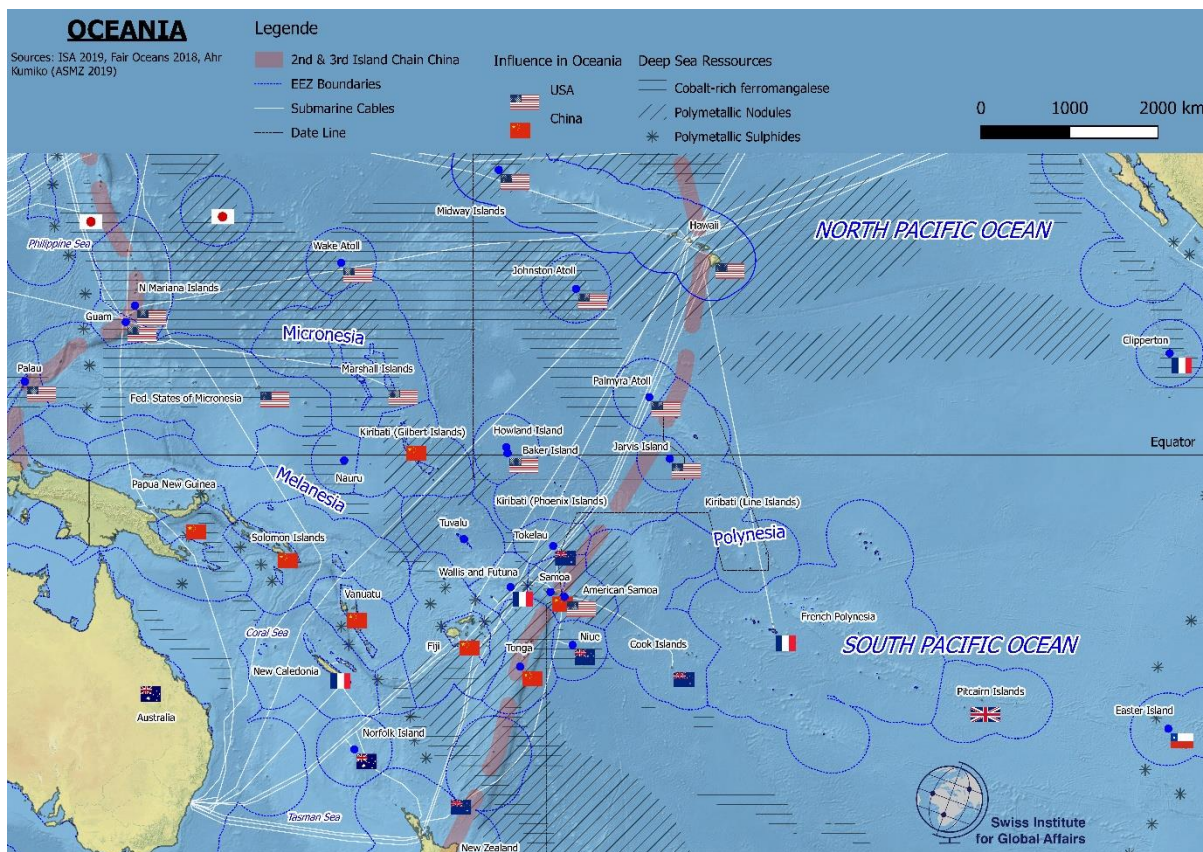 OCEANIA
Sources: ISA 2019, Fair Oceans 2018, Ahr
Kumiko (ASMZ 2019)
Legende
2nd & 3rd Island Chain China
EEZ Boundaries
Submarine Cables
Date Line
Influence in Oceania
USA
China
Deep Sea Ressources
Cobalt-rich ferromangalese
Polymetallic Nodules
Polymetallic Sulphides
0 1000 2000 km
Midway Islands
Hawaii
NORTH PACIFIC OCEAN
Philippine Sea
Wake Atoll
Johnston Atoll
N Mariana Islands
Guam
Micronesia
Clipperton
Palau
Marshall Islands
Palmyra Atoll
Fed. States of Micronesia
Kiribati (Gilbert Islands)
Howland Island
Baker Island
Jarvis Island
Equator
Nauru
Papua New Guinea
Melanesia
Kiribati (Phoenix Islands)
Kiribati (Line Islands)
Solomon Islands
Tuvalu
Tokelau
Polynesia
Wallis and Futuna
Samoa
American Samoa
Vanuatu
French Polynesia
Coral Sea
Fiji
Tonga
Niue
Cook Islands
SOUTH PACIFIC OCEAN
New Caledonia
Australia
Pitcairn Islands
Easter Island
Norfolk Island
Tasman Sea
New Zealand
Swiss Institute
for Global Affairs